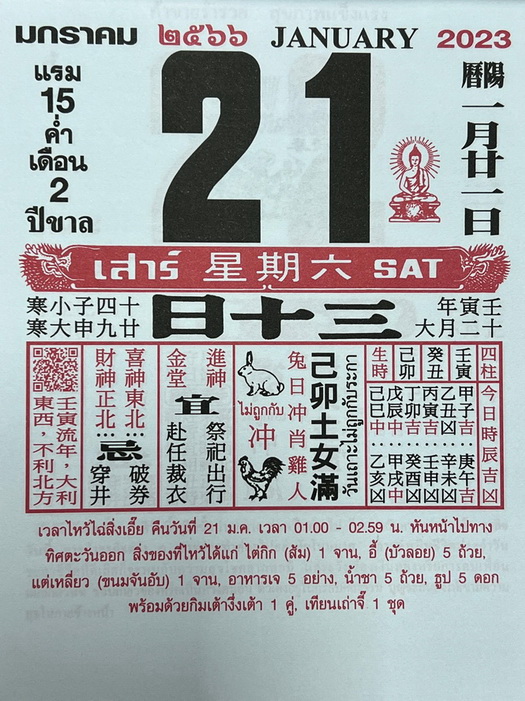 มกราคม ๒๕๖๖ JANUARY 2023
แรม
15
ค่ำ
เดือน
2
ปีขาล
21
陽曆
一月廿一日
เสาร์ 星期六 SAT
十四子小寒
廿九申大寒
三十日
壬寅年
十二月大
壬寅流年,大利
東西,不利北方
喜神東北
財神正北
忌
破券
穿井
進神
金堂
宜
祭祀出行
赴任裁衣
ไม่ถูกกับ
冲
兔日冲肖雞人
己卯土女滿
วันเถาะไม่ถูกกับระกา
四柱
壬寅
癸丑
己卯
生時
今日時辰吉凶
甲子吉
乙丑凶
丙寅凶
丁卯吉
戊辰中
己巳中
庚午吉
辛未凶
壬申凶
癸酉中
甲戌中
乙亥凶
เวลาไหว้ไฉ่สิ่งเอี๊ย คืนวันที่ 21 ม.ค. เวลา 01.00 - 02.59 น. หันหน้าไปทาง
ทิศตะวันออก สิ่งของที่ไหว้ได้แก่ ไต่กิก (ส้ม) 1 จาน, อี๊ (บัวลอย) 5 ถ้วย,
แต่เหลี่ยว (ขนมจันอับ) 1 จาน, อาหารเจ 5 อย่าง, น้ำชา 5 ถ้วย, ธูป 5 ดอก
พร้อมด้วยกิมเต้างึ่งเต้า 1 คู่, เทียนเถ่าจี๊ 1 ชุด